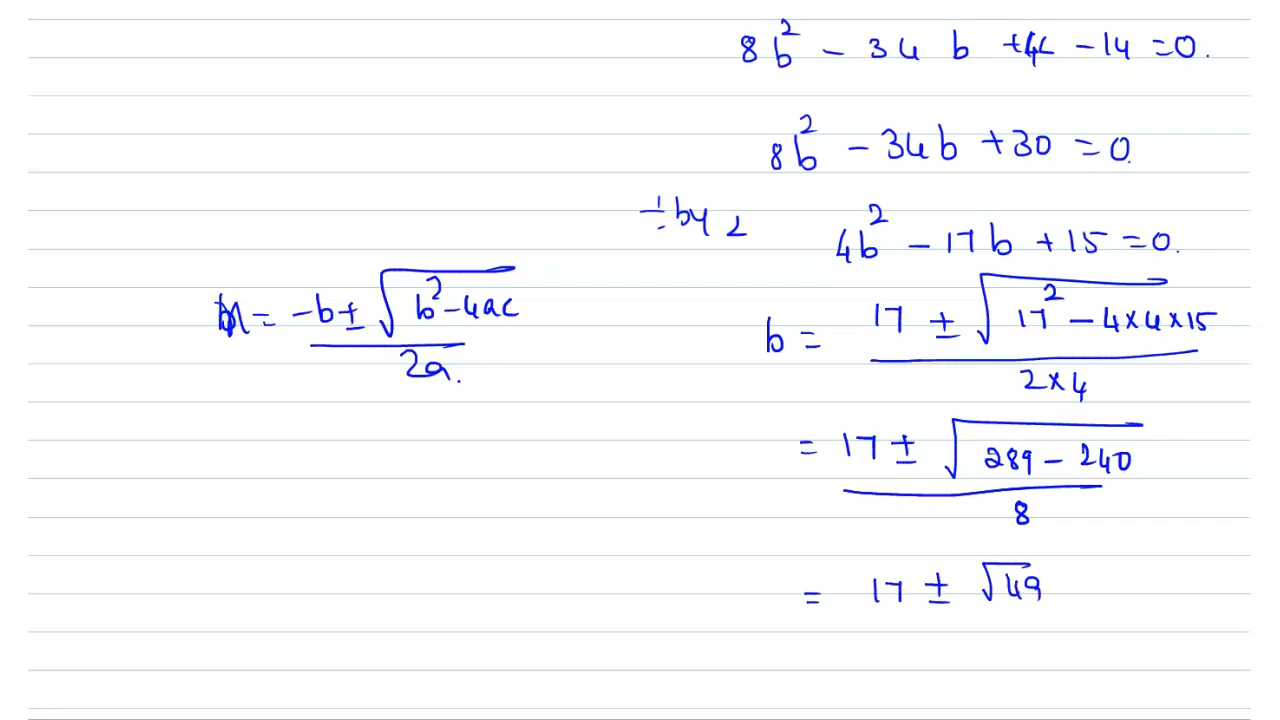 8b² - 34b +44 - 14 = 0.
8b² - 34b + 30 = 0.
÷ by 2
4b² - 17b + 15 = 0.
x = -b ± √(b² - 4ac) / 2a.
b = 17 ± √(17² - 4×4×15) / 2×4
= 17 ± √(289 - 240) / 8
= 17 ± √49